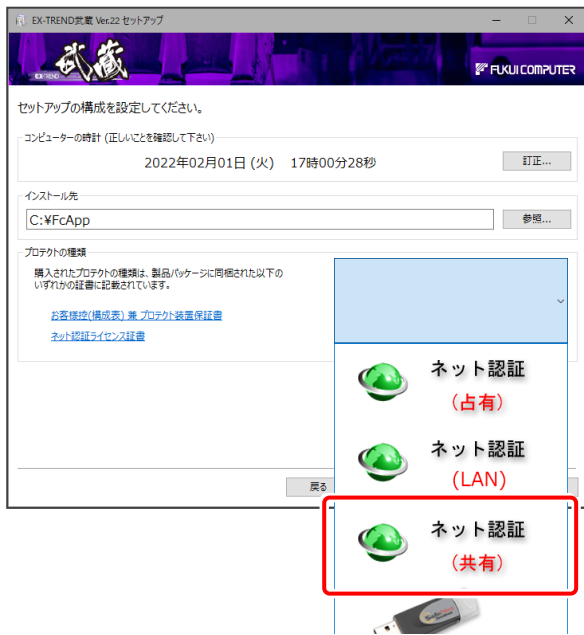 EX-TREND武蔵 Ver.22 セットアップ
EX-TREND 武蔵
FUKUI COMPUTER
セットアップの構成を設定してください。
コンピューターの時計 (正しいことを確認して下さい)
2022年02月01日 (火) 17時00分28秒
訂正...
インストール先
C:¥FcApp
参照...
プロテクトの種類
購入されたプロテクトの種類は、製品パッケージに同梱された以下の
いずれかの証書に記載されています。
お客様控(構成表) 兼 プロテクト装置保証書
ネット認証ライセンス証書
ネット認証
(占有)
ネット認証
(LAN)
戻る
ネット認証
(共有)